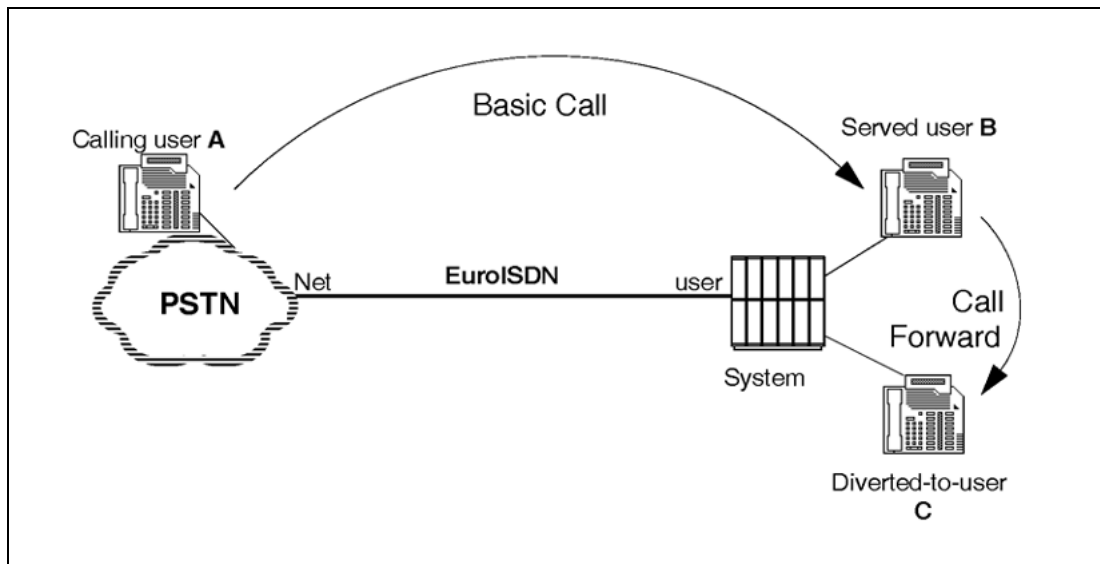 Basic Call
Calling user A
Served user B
PSTN
Net
EuroISDN
user
System
Call
Forward
Diverted-to-user
C